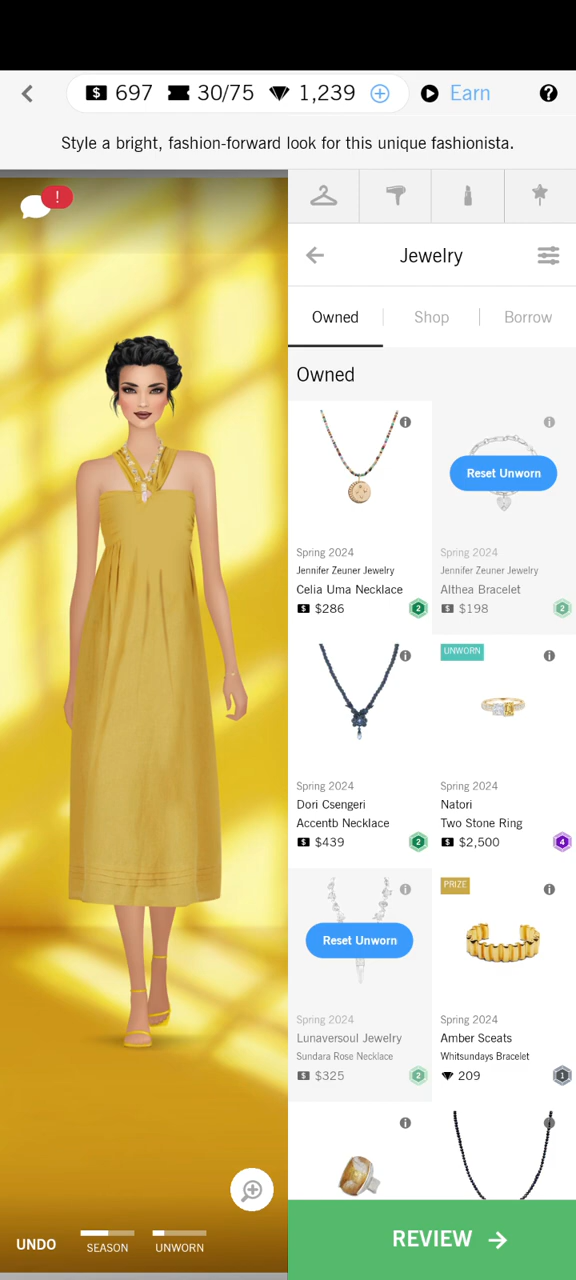 697
30/75
1,239
Earn
?
Style a bright, fashion-forward look for this unique fashionista.
!
Jewelry
Owned
Shop
Borrow
Owned
Spring 2024
Jennifer Zeuner Jewelry
Celia Uma Necklace
$ $286
2
Reset Unworn
Spring 2024
Jennifer Zeuner Jewelry
Althea Bracelet
$ $198
2
Spring 2024
Dori Csengeri
Accentb Necklace
$ $439
2
UNWORN
Spring 2024
Natori
Two Stone Ring
$ $2,500
4
Reset Unworn
Spring 2024
Lunaversoul Jewelry
Sundara Rose Necklace
$ $325
2
PRIZE
Spring 2024
Amber Sceats
Whitsundays Bracelet
209
1
UNDO
SEASON
UNWORN
REVIEW